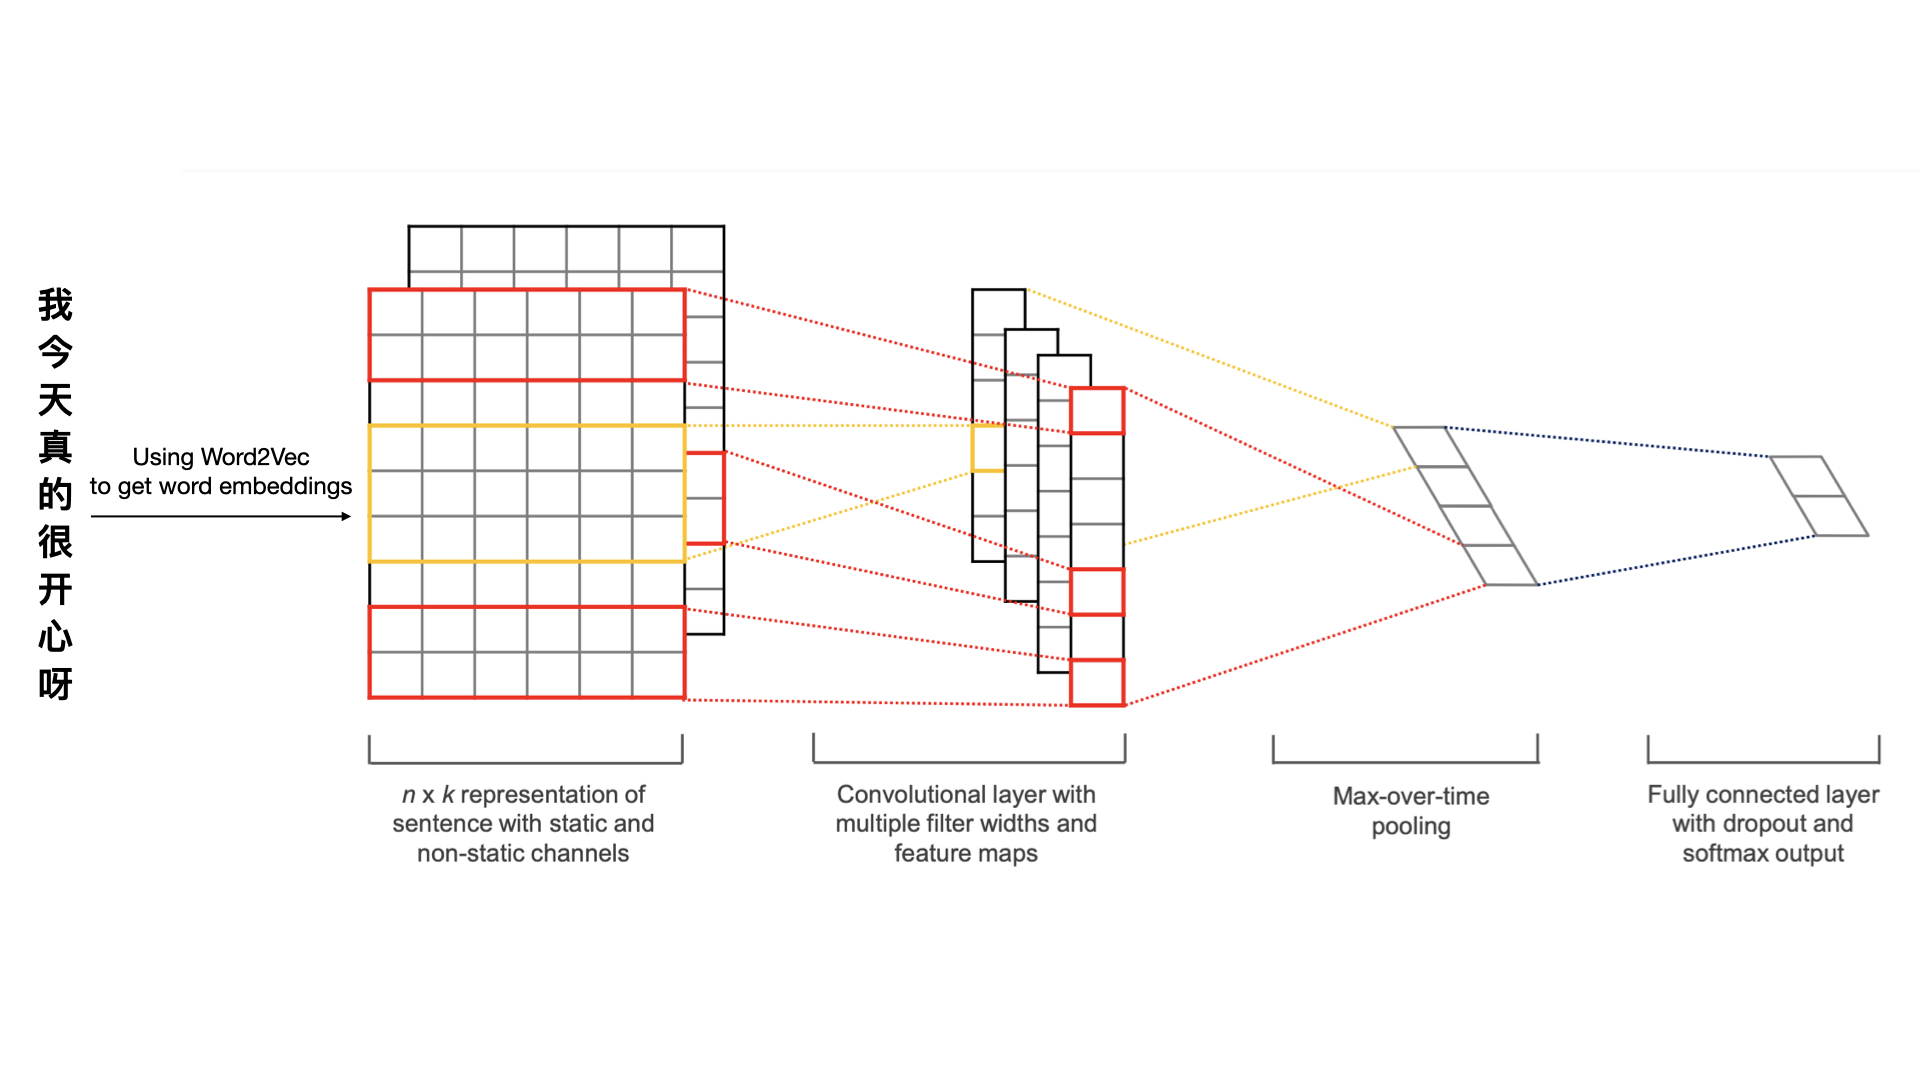 我
今
天
真
的
很
开
心
呀
Using Word2Vec
to get word embeddings
n x k representation of
sentence with static and
non-static channels
Convolutional layer with
multiple filter widths and
feature maps
Max-over-time
pooling
Fully connected layer
with dropout and
softmax output